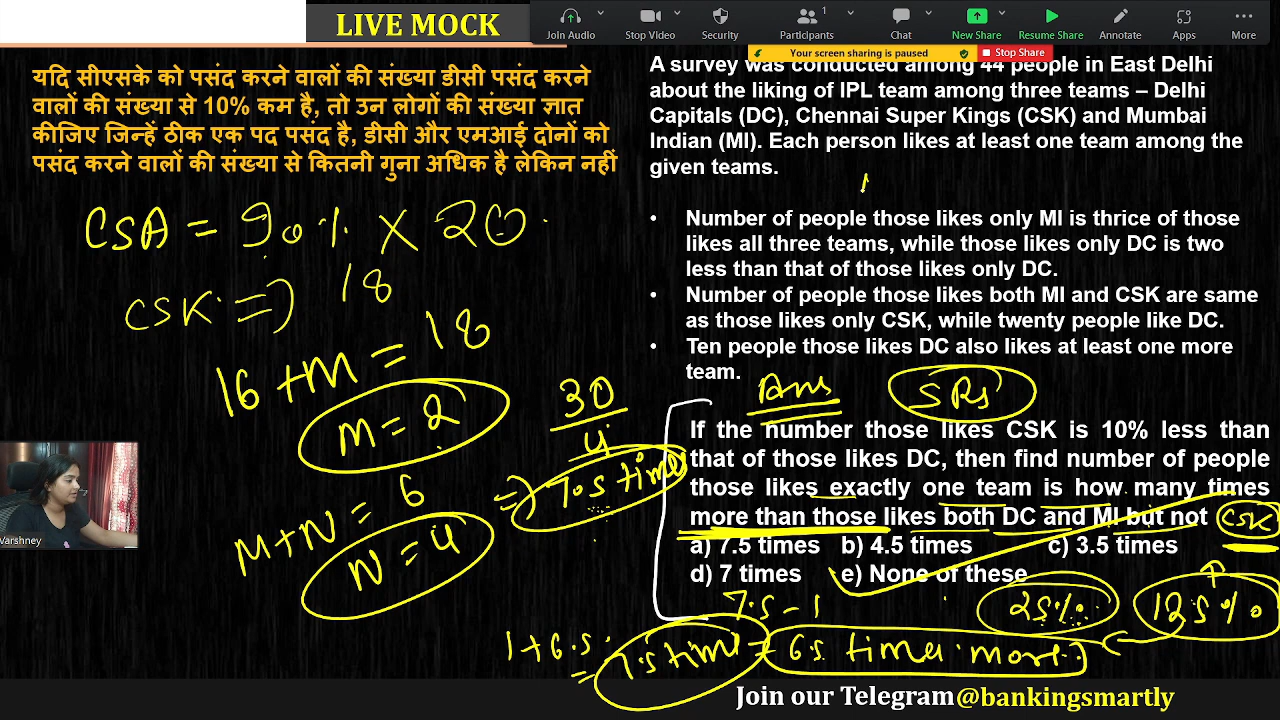 LIVE MOCK
Join Audio
Stop Video
Security
Participants
1
Chat
New Share
Resume Share
Annotate
Apps
More
Your screen sharing is paused
Stop Share
यदि सीएसके को पसंद करने वालों की संख्या डीसी पसंद करने
वालों की संख्या से 10% कम है, तो उन लोगों की संख्या ज्ञात
कीजिए जिन्हें ठीक एक पद पसंद है, डीसी और एमआई दोनों को
पसंद करने वालों की संख्या से कितनी गुना अधिक है लेकिन नहीं
CSA = 90% × 20
CSK => 18
16 + M = 18
M = 2
M+N = 6
N = 4
30/4
=> 7.5 time
A survey was conducted among 44 people in East Delhi
about the liking of IPL team among three teams – Delhi
Capitals (DC), Chennai Super Kings (CSK) and Mumbai
Indian (MI). Each person likes at least one team among the
given teams.
• Number of people those likes only MI is thrice of those
likes all three teams, while those likes only DC is two
less than that of those likes only DC.
• Number of people those likes both MI and CSK are same
as those likes only CSK, while twenty people like DC.
• Ten people those likes DC also likes at least one more
team.
Ans
If the number those likes CSK is 10% less than
that of those likes DC, then find number of people
those likes exactly one team is how many times
more than those likes both DC and MI but not CSK
a) 7.5 times b) 4.5 times c) 3.5 times
d) 7 times e) None of these
25%
125%
7.5 - 1
1 + 6.5
= 7.5 time = 6.5 time more
Varshney
Join our Telegram@bankingsmartly